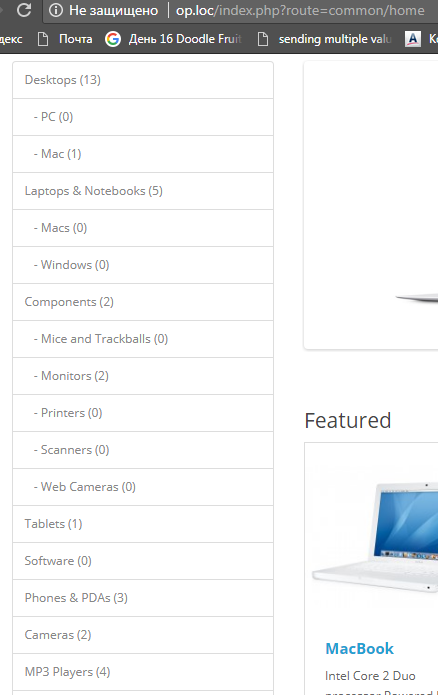 Не защищено op.loc/index.php?route=common/home
Почта
День 16 Doodle Fruit
sending multiple valu
Desktops (13)
- PC (0)
- Mac (1)
Laptops & Notebooks (5)
- Macs (0)
- Windows (0)
Components (2)
- Mice and Trackballs (0)
- Monitors (2)
- Printers (0)
- Scanners (0)
- Web Cameras (0)
Tablets (1)
Software (0)
Phones & PDAs (3)
Cameras (2)
MP3 Players (4)
Featured
MacBook
Intel Core 2 Duo